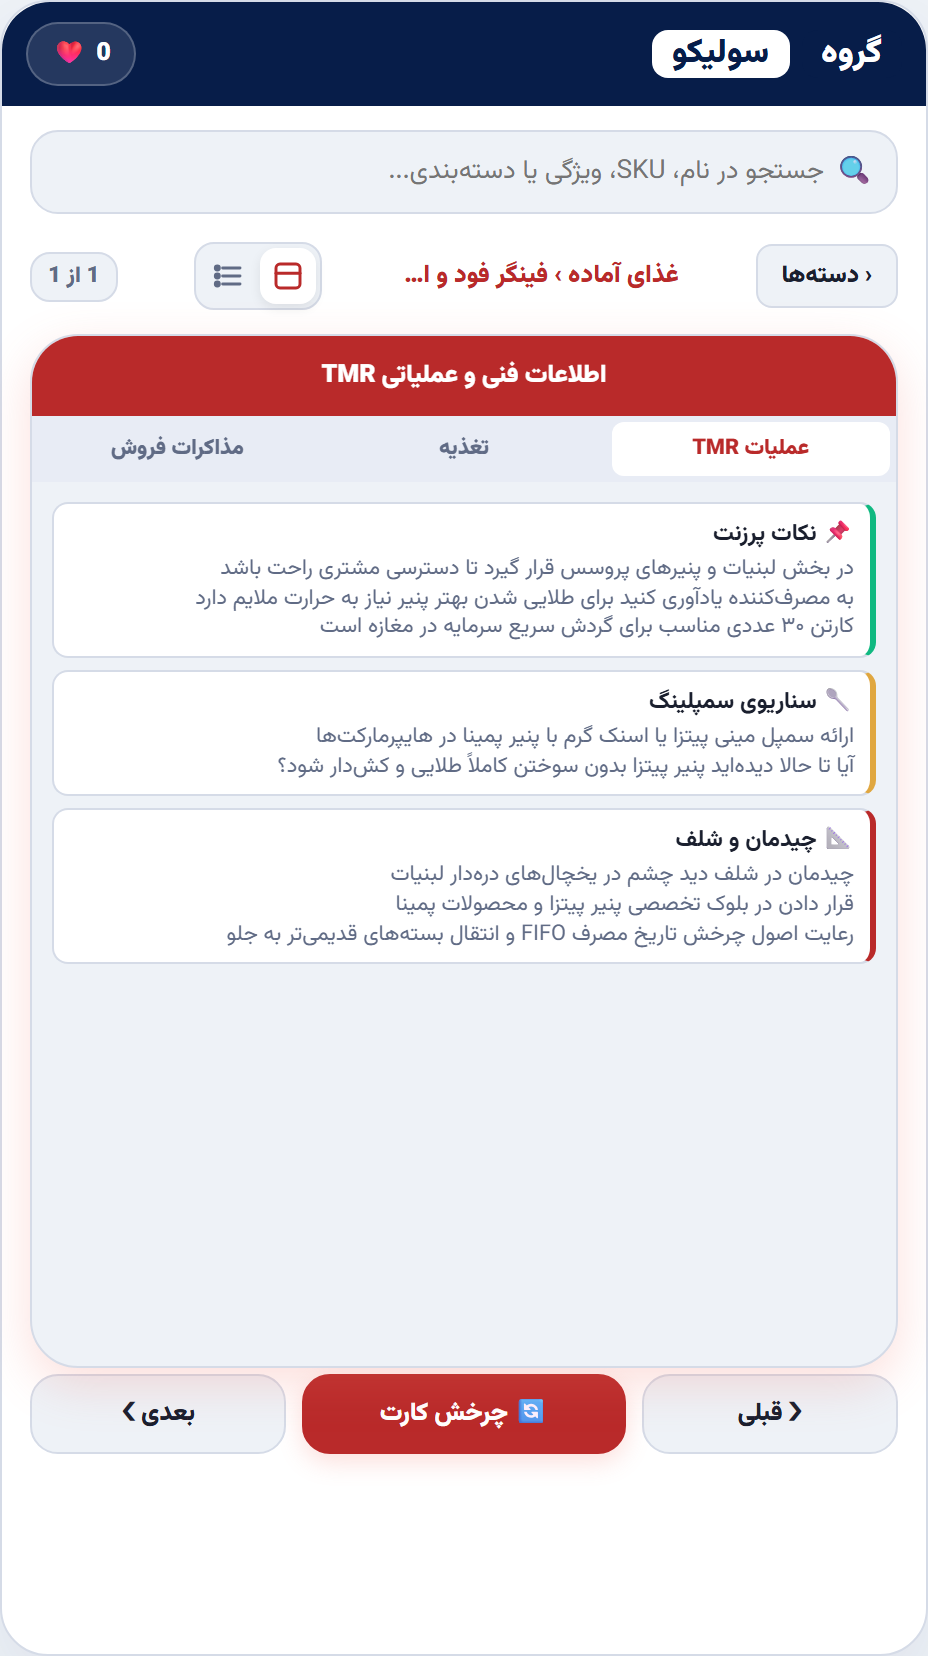 گروه سولیکو
0
جستجو در نام، SKU، ویژگی یا دسته‌بندی...
‹ دسته‌ها
غذای آماده › فینگر فود و ا...
1 از 1
اطلاعات فنی و عملیاتی TMR
عملیات TMR
تغذیه
مذاکرات فروش
نکات پرزنت
در بخش لبنیات و پنیرهای پروسس قرار گیرد تا دسترسی مشتری راحت باشد
به مصرف‌کننده یادآوری کنید برای طلایی شدن بهتر پنیر نیاز به حرارت ملایم دارد
کارتن ۳۰ عددی مناسب برای گردش سریع سرمایه در مغازه است
سناریوی سمپلینگ
ارائه سمپل مینی پیتزا یا اسنک گرم با پنیر پمینا در هایپرمارکت‌ها
آیا تا حالا دیده‌اید پنیر پیتزا بدون سوختن کاملاً طلایی و کش‌دار شود؟
چیدمان و شلف
چیدمان در شلف دید چشم در یخچال‌های دره‌دار لبنیات
قرار دادن در بلوک تخصصی پنیر پیتزا و محصولات پمینا
رعایت اصول چرخش تاریخ مصرف FIFO و انتقال بسته‌های قدیمی‌تر به جلو
❮ قبلی
چرخش کارت
بعدی ❯